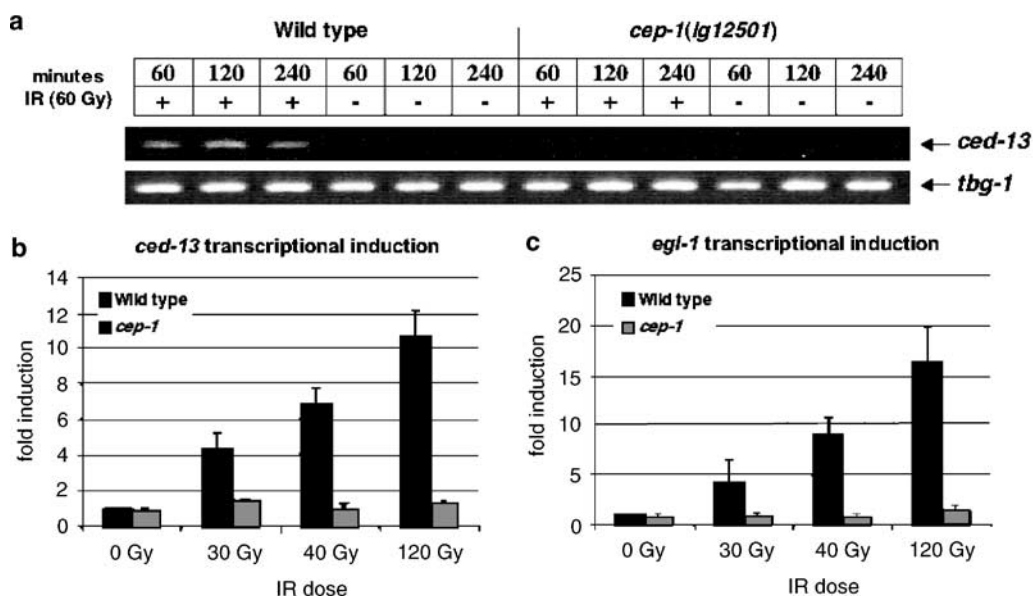 a
Wild type cep-1(lg12501)
minutes 60 120 240 60 120 240 60 120 240 60 120 240
IR (60 Gy) + + + - - - + + + - - -
← ced-13
← tbg-1
b
ced-13 transcriptional induction
14
12
10
8
6
4
2
0
fold induction
Wild type
cep-1
0 Gy 30 Gy 40 Gy 120 Gy
IR dose
c
egl-1 transcriptional induction
25
20
15
10
5
0
fold induction
Wild type
cep-1
0 Gy 30 Gy 40 Gy 120 Gy
IR dose